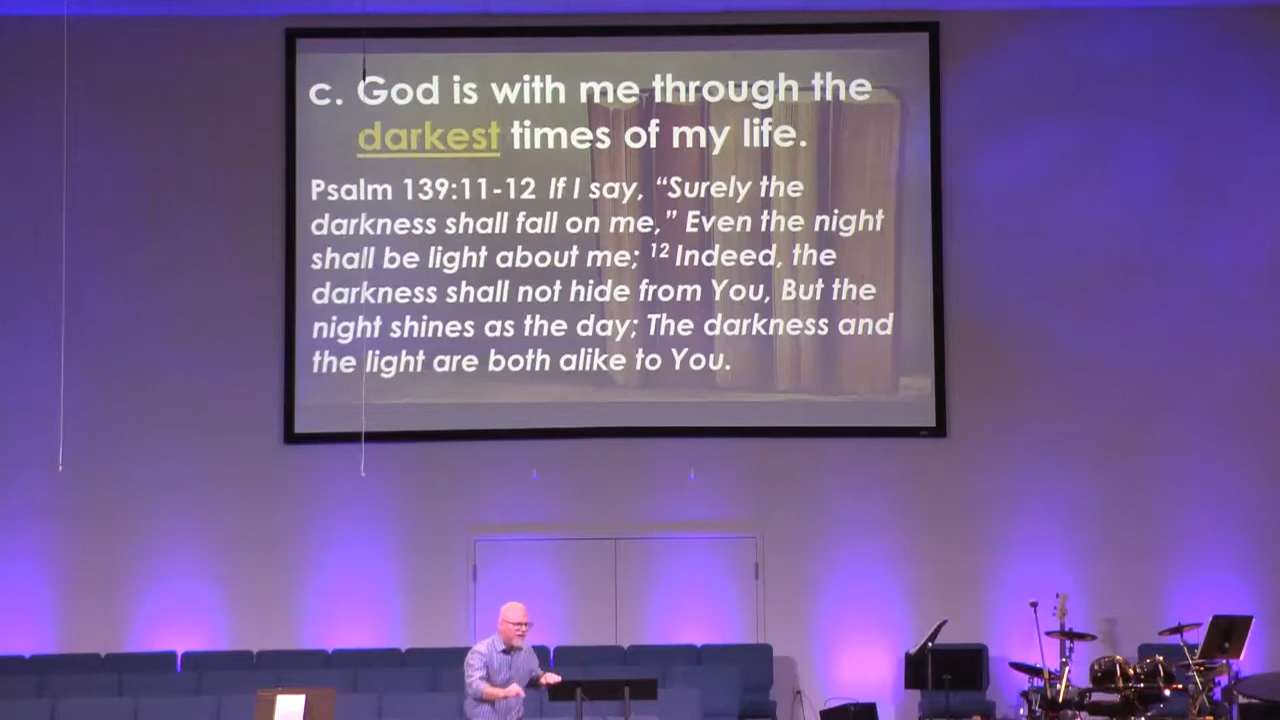 c. God is with me through the
darkest times of my life.
Psalm 139:11-12 If I say, “Surely the
darkness shall fall on me,” Even the night
shall be light about me; ¹² Indeed, the
darkness shall not hide from You, But the
night shines as the day; The darkness and
the light are both alike to You.